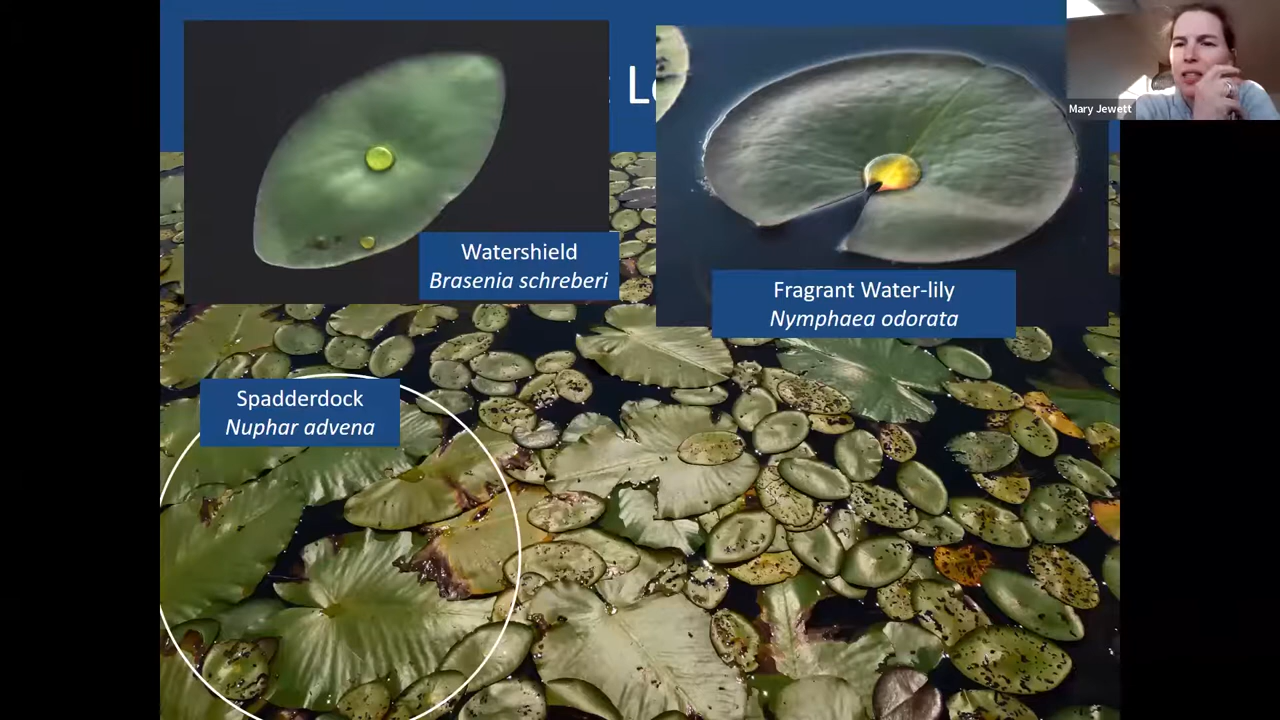 Mary Jewett
Watershield
Brasenia schreberi
Fragrant Water-lily
Nymphaea odorata
Spadderdock
Nuphar advena